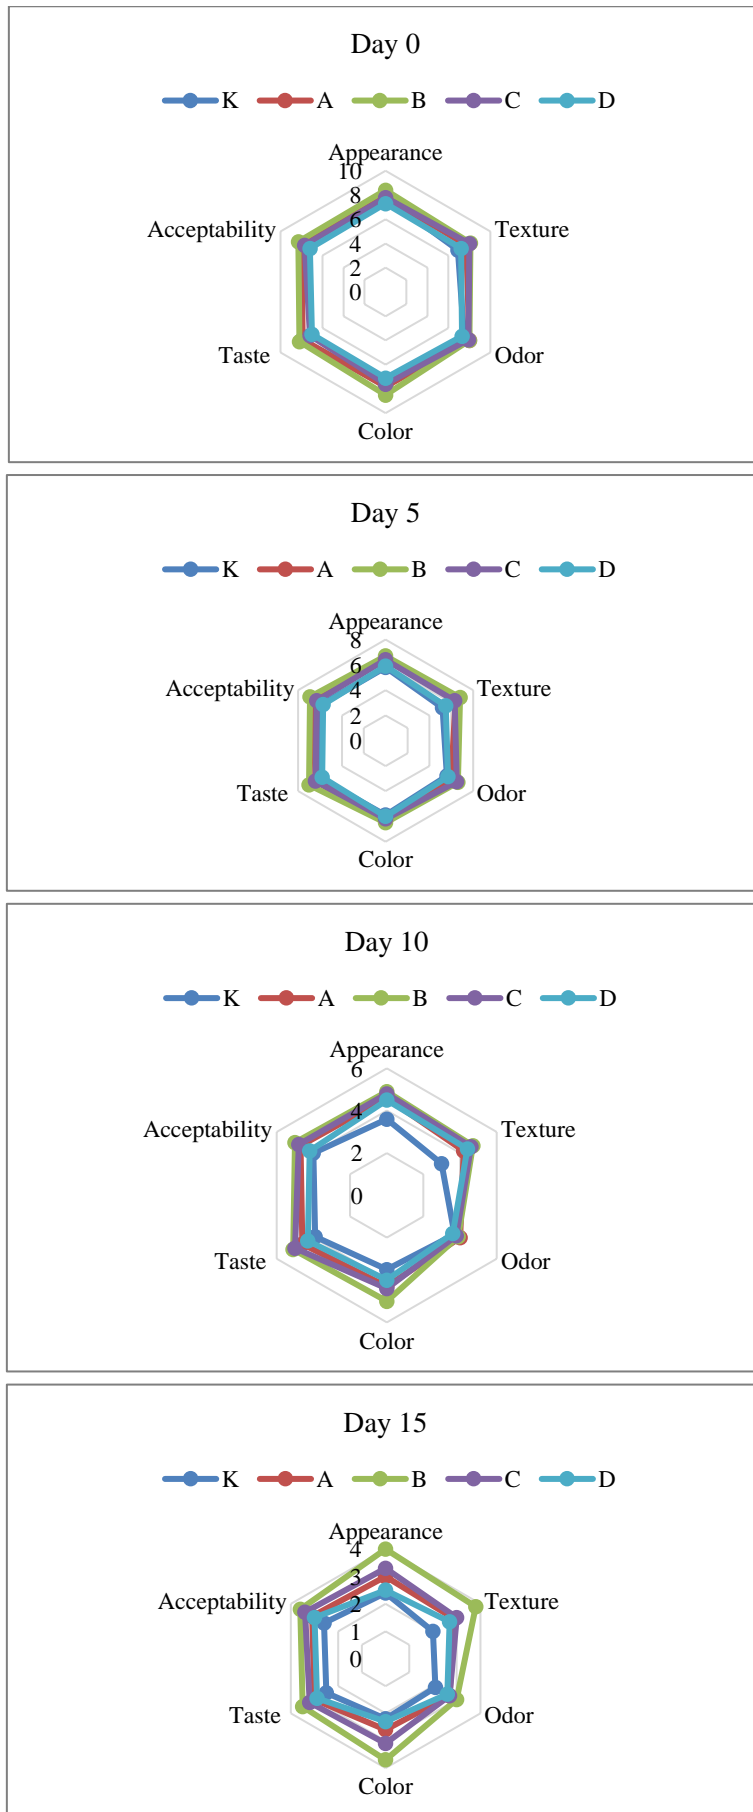 Day 0
K A B C D
Appearance
10
Acceptability 8 Texture
6
4
2
0
Taste Odor
Color
Day 5
K A B C D
Appearance
8
Acceptability 6 Texture
4
2
0
Taste Odor
Color
Day 10
K A B C D
Appearance
6
Acceptability 4 Texture
2
0
Taste Odor
Color
Day 15
K A B C D
Appearance
4
Acceptability 3 Texture
2
1
0
Taste Odor
Color